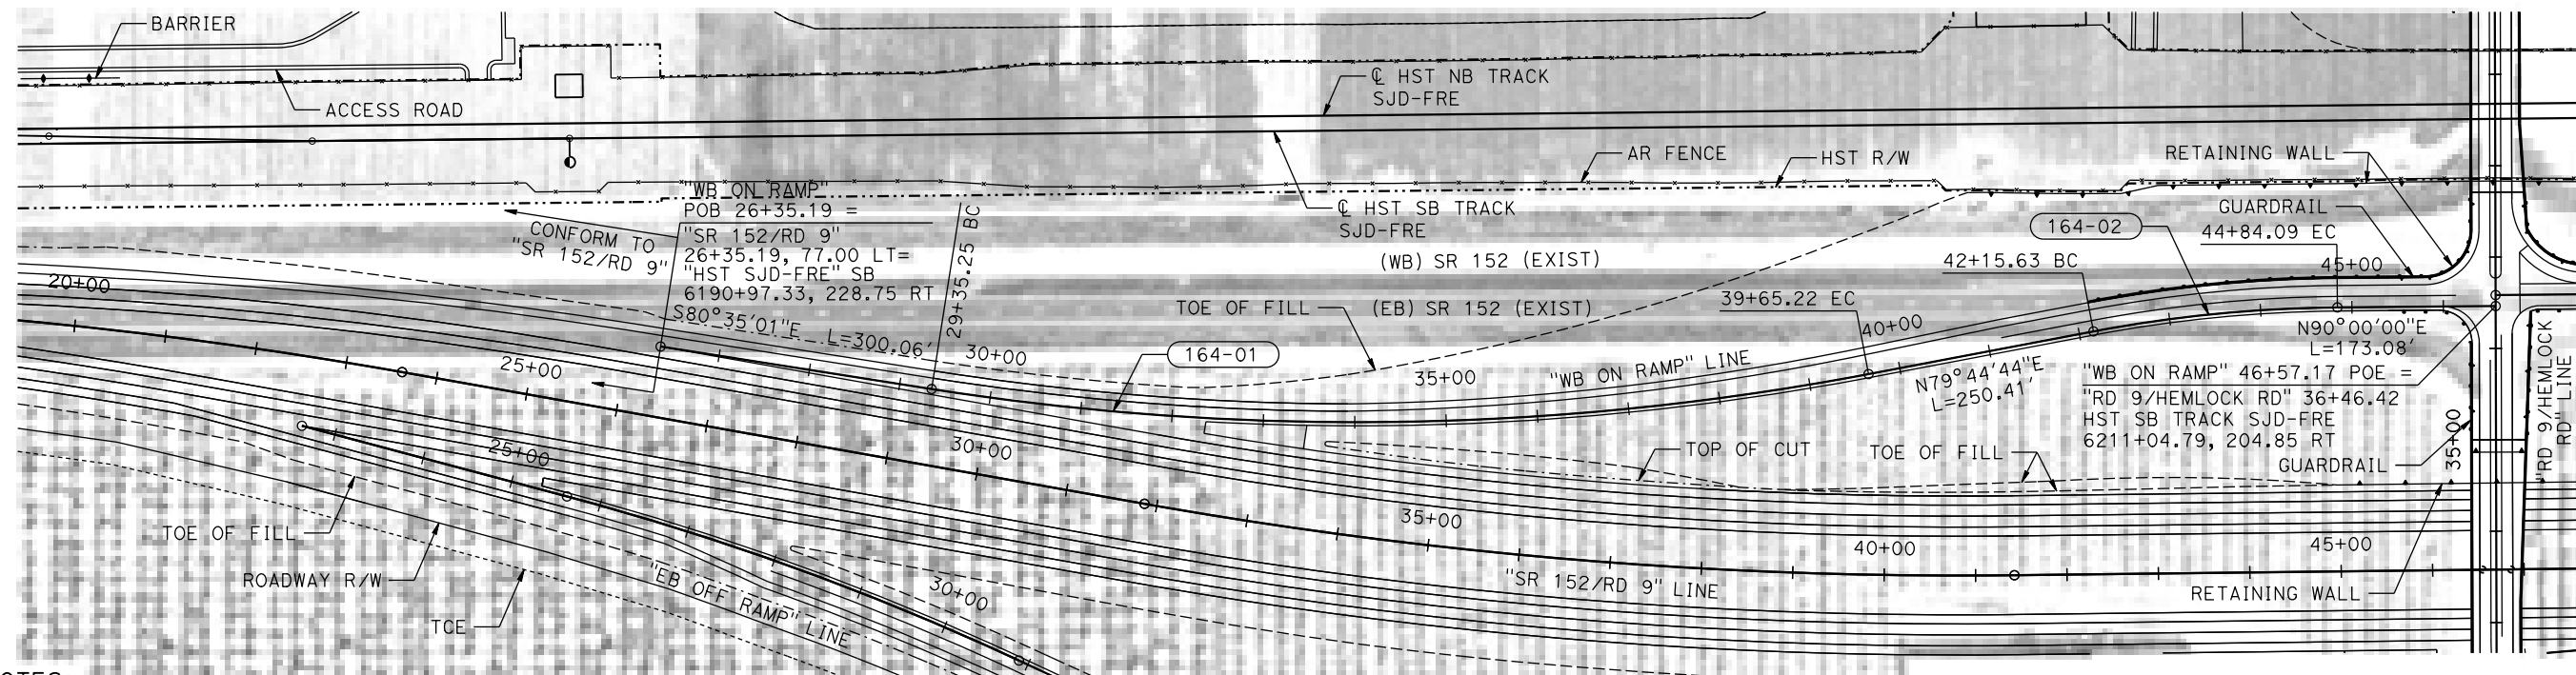 BARRIER
ACCESS ROAD
℄ HST NB TRACK
SJD-FRE
AR FENCE
HST R/W
RETAINING WALL
"WB ON RAMP"
POB 26+35.19 =
"SR 152/RD 9"
26+35.19, 77.00 LT=
"HST SJD-FRE" SB
6190+97.33, 228.75 RT
CONFORM TO
"SR 152/RD 9"
29+35.25 BC
℄ HST SB TRACK
SJD-FRE
(WB) SR 152 (EXIST)
(EB) SR 152 (EXIST)
164-02
GUARDRAIL
44+84.09 EC
42+15.63 BC
45+00
39+65.22 EC
20+00
S80°35'01"E L=300.06'
TOE OF FILL
40+00
N90°00'00"E
L=173.08'
25+00
30+00
164-01
35+00
"WB ON RAMP" LINE
N79°44'44"E
L=250.41'
"WB ON RAMP" 46+57.17 POE =
"RD 9/HEMLOCK RD" 36+46.42
HST SB TRACK SJD-FRE
6211+04.79, 204.85 RT
GUARDRAIL
35+00
"RD 9/HEMLOCK
RD" LINE
25+00
30+00
TOP OF CUT
TOE OF FILL
TOE OF FILL
35+00
40+00
45+00
ROADWAY R/W
"EB OFF RAMP" LINE
30+00
"SR 152/RD 9" LINE
RETAINING WALL
TCE